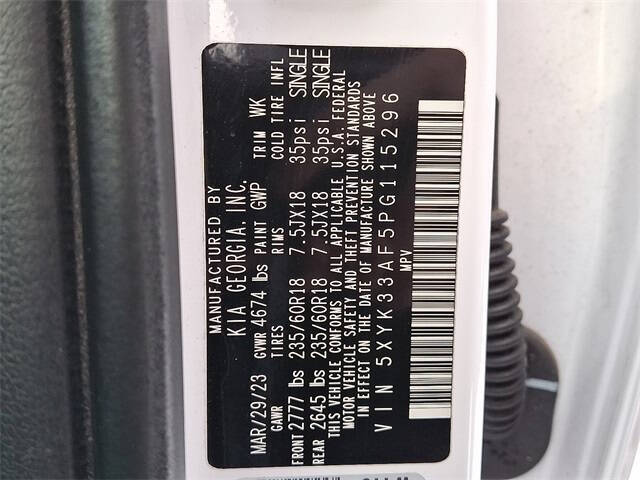 MANUFACTURED BY
KIA GEORGIA, INC.
MAR/29/23 GVWR 4674 lbs PAINT GWP TRIM WK
GAWR TIRES RIMS COLD TIRE INFL
FRONT 2777 lbs 235/60R18 7.5JX18 35psi SINGLE
REAR 2645 lbs 235/60R18 7.5JX18 35psi SINGLE
THIS VEHICLE CONFORMS TO ALL APPLICABLE U.S.A. FEDERAL
MOTOR VEHICLE SAFETY AND THEFT PREVENTION STANDARDS
IN EFFECT ON THE DATE OF MANUFACTURE SHOWN ABOVE
VIN 5XYK33AF5PG115296
MPV